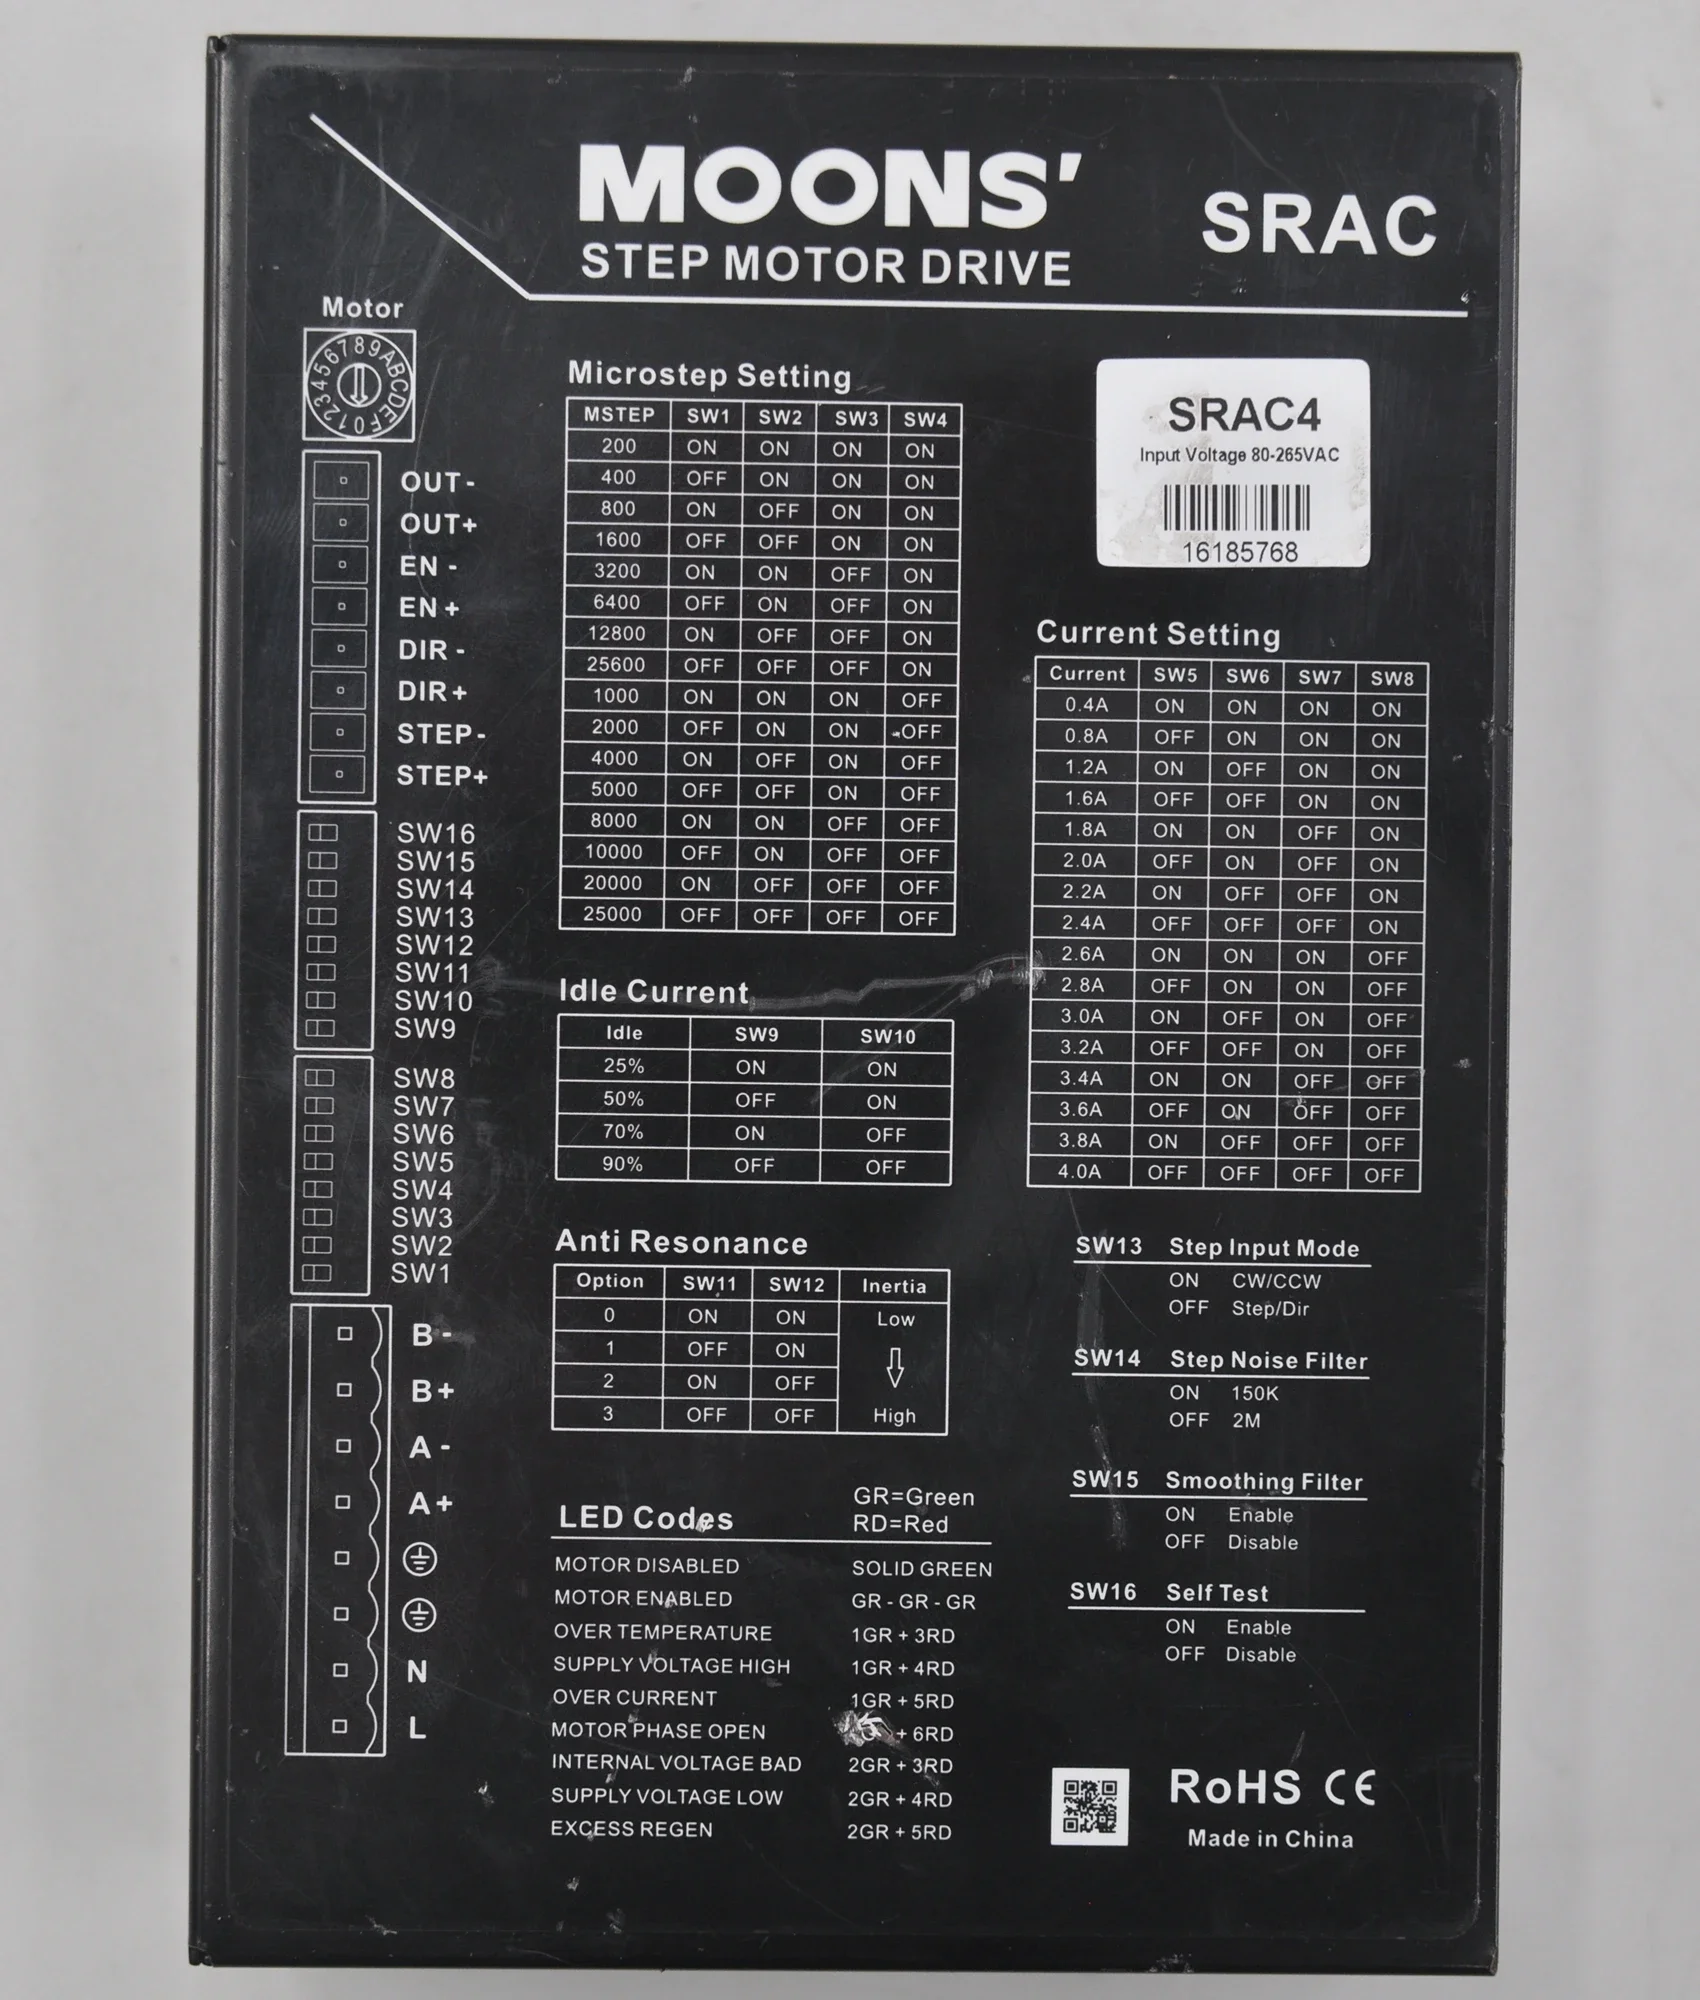 MOONS'
STEP MOTOR DRIVE
SRAC
Motor
0 1 2 3 4 5 6 7 8 9 A B C D E F
OUT-
OUT+
EN -
EN +
DIR -
DIR+
STEP-
STEP+
SW16
SW15
SW14
SW13
SW12
SW11
SW10
SW9
SW8
SW7
SW6
SW5
SW4
SW3
SW2
SW1
B -
B+
A -
A+
N
L
Microstep Setting
MSTEP SW1 SW2 SW3 SW4
200 ON ON ON ON
400 OFF ON ON ON
800 ON OFF ON ON
1600 OFF OFF ON ON
3200 ON ON OFF ON
6400 OFF ON OFF ON
12800 ON OFF OFF ON
25600 OFF OFF OFF ON
1000 ON ON ON OFF
2000 OFF ON ON OFF
4000 ON OFF ON OFF
5000 OFF OFF ON OFF
8000 ON ON OFF OFF
10000 OFF ON OFF OFF
20000 ON OFF OFF OFF
25000 OFF OFF OFF OFF
Idle Current
Idle SW9 SW10
25% ON ON
50% OFF ON
70% ON OFF
90% OFF OFF
Anti Resonance
Option SW11 SW12 Inertia
0 ON ON Low
1 OFF ON
2 ON OFF
3 OFF OFF High
LED Codes
GR=Green
RD=Red
MOTOR DISABLED SOLID GREEN
MOTOR ENABLED GR - GR - GR
OVER TEMPERATURE 1GR + 3RD
SUPPLY VOLTAGE HIGH 1GR + 4RD
OVER CURRENT 1GR + 5RD
MOTOR PHASE OPEN + 6RD
INTERNAL VOLTAGE BAD 2GR + 3RD
SUPPLY VOLTAGE LOW 2GR + 4RD
EXCESS REGEN 2GR + 5RD
SRAC4
Input Voltage 80-265VAC
16185768
Current Setting
Current SW5 SW6 SW7 SW8
0.4A ON ON ON ON
0.8A OFF ON ON ON
1.2A ON OFF ON ON
1.6A OFF OFF ON ON
1.8A ON ON OFF ON
2.0A OFF ON OFF ON
2.2A ON OFF OFF ON
2.4A OFF OFF OFF ON
2.6A ON ON ON OFF
2.8A OFF ON ON OFF
3.0A ON OFF ON OFF
3.2A OFF OFF ON OFF
3.4A ON ON OFF OFF
3.6A OFF ON OFF OFF
3.8A ON OFF OFF OFF
4.0A OFF OFF OFF OFF
SW13 Step Input Mode
ON CW/CCW
OFF Step/Dir
SW14 Step Noise Filter
ON 150K
OFF 2M
SW15 Smoothing Filter
ON Enable
OFF Disable
SW16 Self Test
ON Enable
OFF Disable
RoHS CE
Made in China